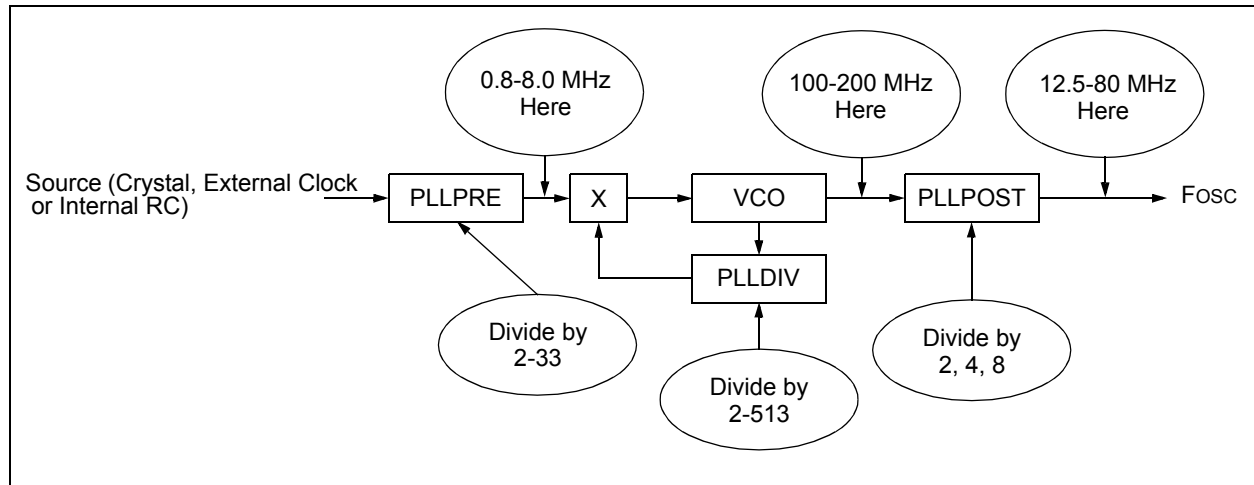 0.8-8.0 MHz
Here
100-200 MHz
Here
12.5-80 MHz
Here
Source (Crystal, External Clock
or Internal RC)
PLLPRE
X
VCO
PLLPOST
FOSC
PLLDIV
Divide by
2-33
Divide by
2-513
Divide by
2, 4, 8